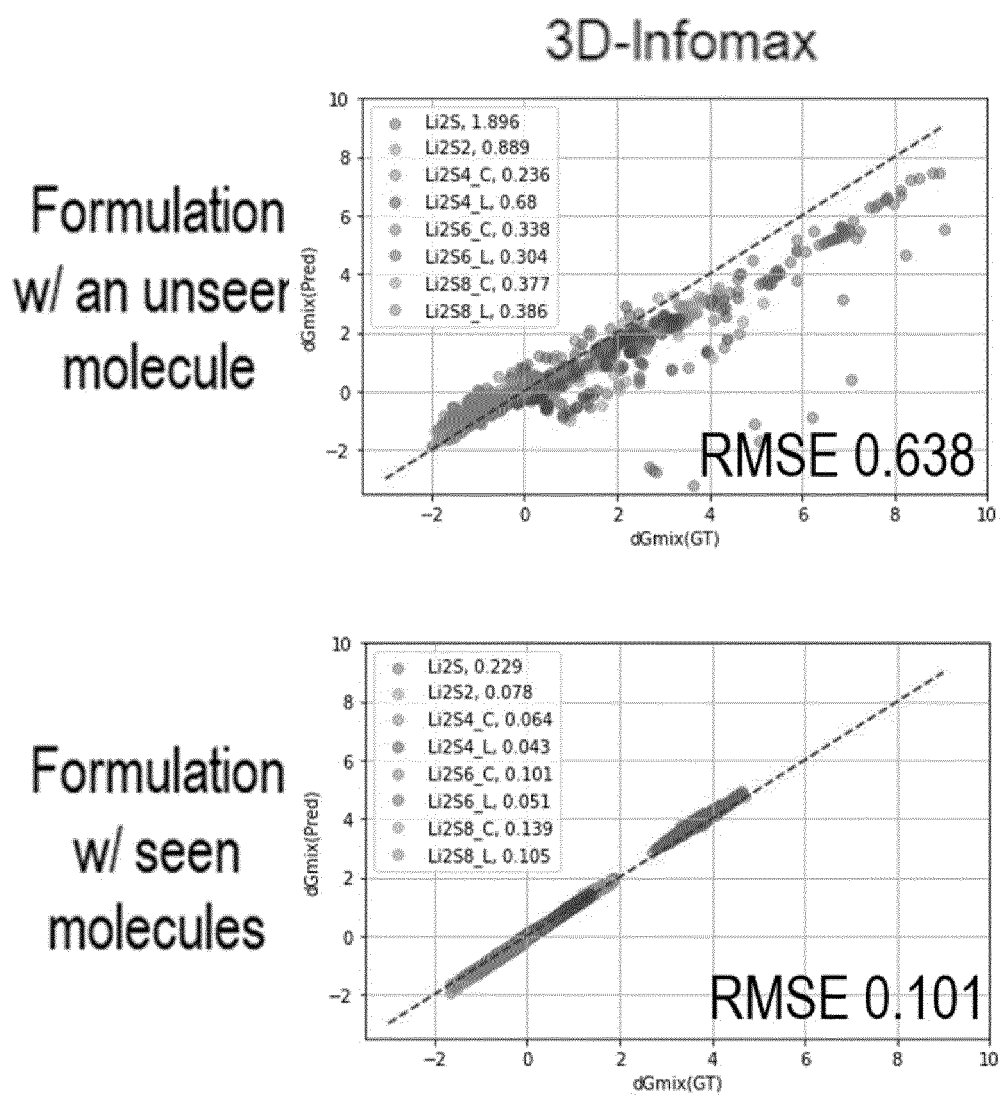 3D-Infomax
Formulation
w/ an unseen
molecule
10
8
6
4
2
0
−2
dGmix(Pred)
Li2S, 1.896
Li2S2, 0.889
Li2S4_C, 0.236
Li2S4_L, 0.68
Li2S6_C, 0.338
Li2S6_L, 0.304
Li2S8_C, 0.377
Li2S8_L, 0.386
RMSE 0.638
−2 0 2 4 6 8 10
dGmix(GT)
Formulation
w/ seen
molecules
10
8
6
4
2
0
−2
dGmix(Pred)
Li2S, 0.229
Li2S2, 0.078
Li2S4_C, 0.064
Li2S4_L, 0.043
Li2S6_C, 0.101
Li2S6_L, 0.051
Li2S8_C, 0.139
Li2S8_L, 0.105
RMSE 0.101
−2 0 2 4 6 8 10
dGmix(GT)